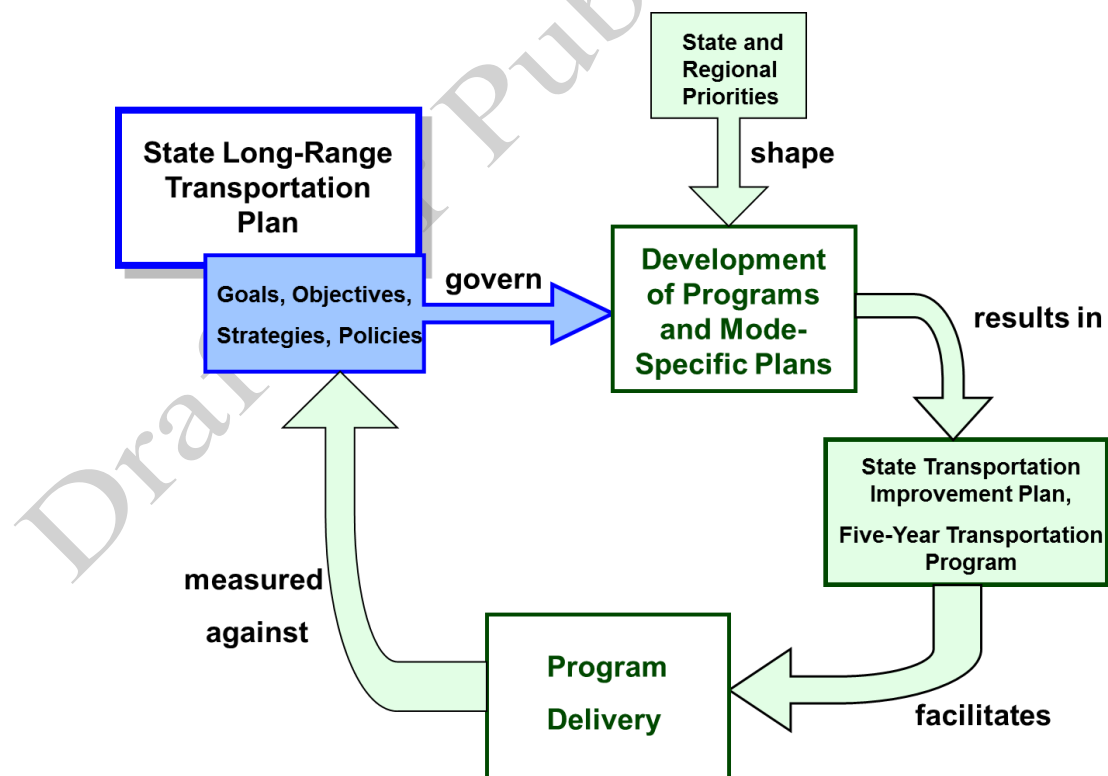 State and
Regional
Priorities
shape
State Long-Range
Transportation
Plan
Goals, Objectives,
Strategies, Policies
govern
Development
of Programs
and Mode-
Specific Plans
results in
State Transportation
Improvement Plan,
Five-Year Transportation
Program
facilitates
Program
Delivery
measured
against